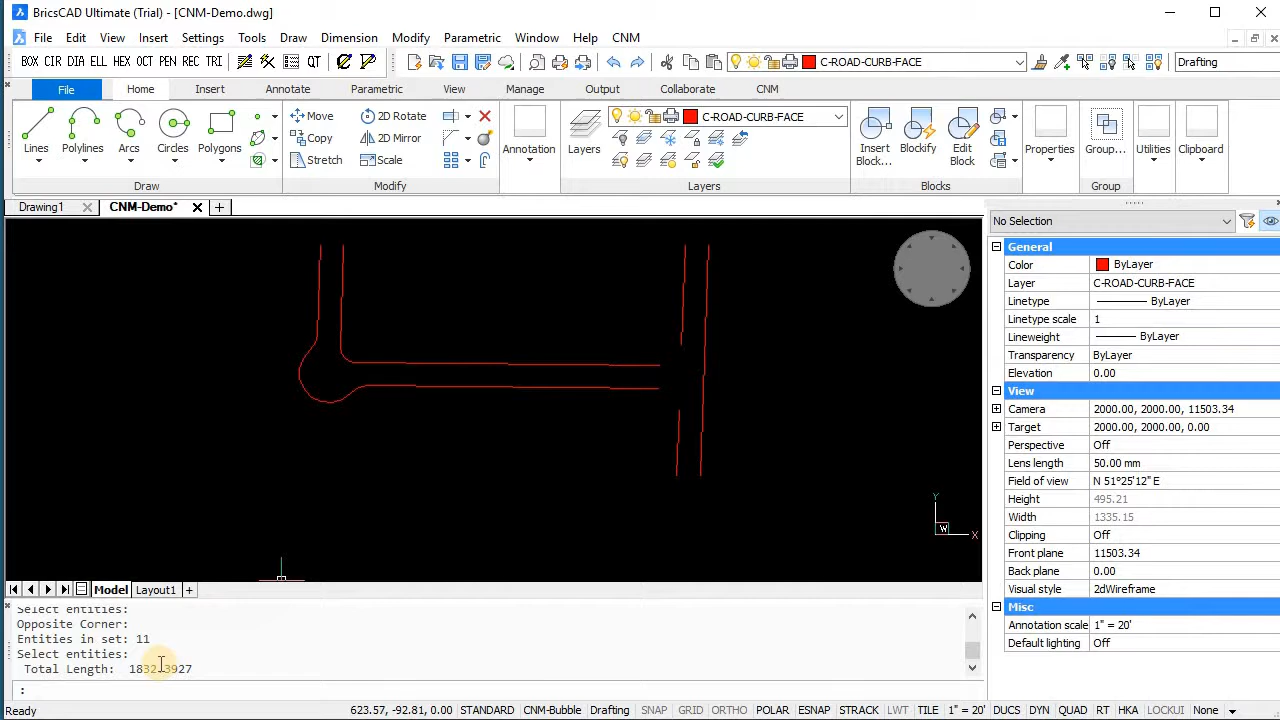 BricsCAD Ultimate (Trial) - [CNM-Demo.dwg]
File Edit View Insert Settings Tools Draw Dimension Modify Parametric Window Help CNM
BOX CIR DIA ELL HEX OCT PEN REC TRI QT C-ROAD-CURB-FACE Drafting
File Home Insert Annotate Parametric View Manage Output Collaborate CNM
Lines Polylines Arcs Circles Polygons
Move 2D Rotate
Copy 2D Mirror
Stretch Scale
Annotation
Layers
C-ROAD-CURB-FACE
Insert Block... Blockify Edit Block
Properties Group... Utilities Clipboard
Draw Modify Layers Blocks Group
Drawing1 CNM-Demo*
No Selection
General
Color ByLayer
Layer C-ROAD-CURB-FACE
Linetype ByLayer
Linetype scale 1
Lineweight ByLayer
Transparency ByLayer
Elevation 0.00
View
Camera 2000.00, 2000.00, 11503.34
Target 2000.00, 2000.00, 0.00
Perspective Off
Lens length 50.00 mm
Field of view N 51°25'12" E
Height 495.21
Width 1335.15
Clipping Off
Front plane 11503.34
Back plane 0.00
Visual style 2dWireframe
Misc
Annotation scale 1" = 20'
Default lighting Off
Y
W
X
Model Layout1
Select entities:
Opposite Corner:
Entities in set: 11
Select entities:
Total Length: 1832.3927
:
Ready 623.57, -92.81, 0.00 STANDARD CNM-Bubble Drafting SNAP GRID ORTHO POLAR ESNAP STRACK LWT TILE 1" = 20' DUCS DYN QUAD RT HKA LOCKUI None